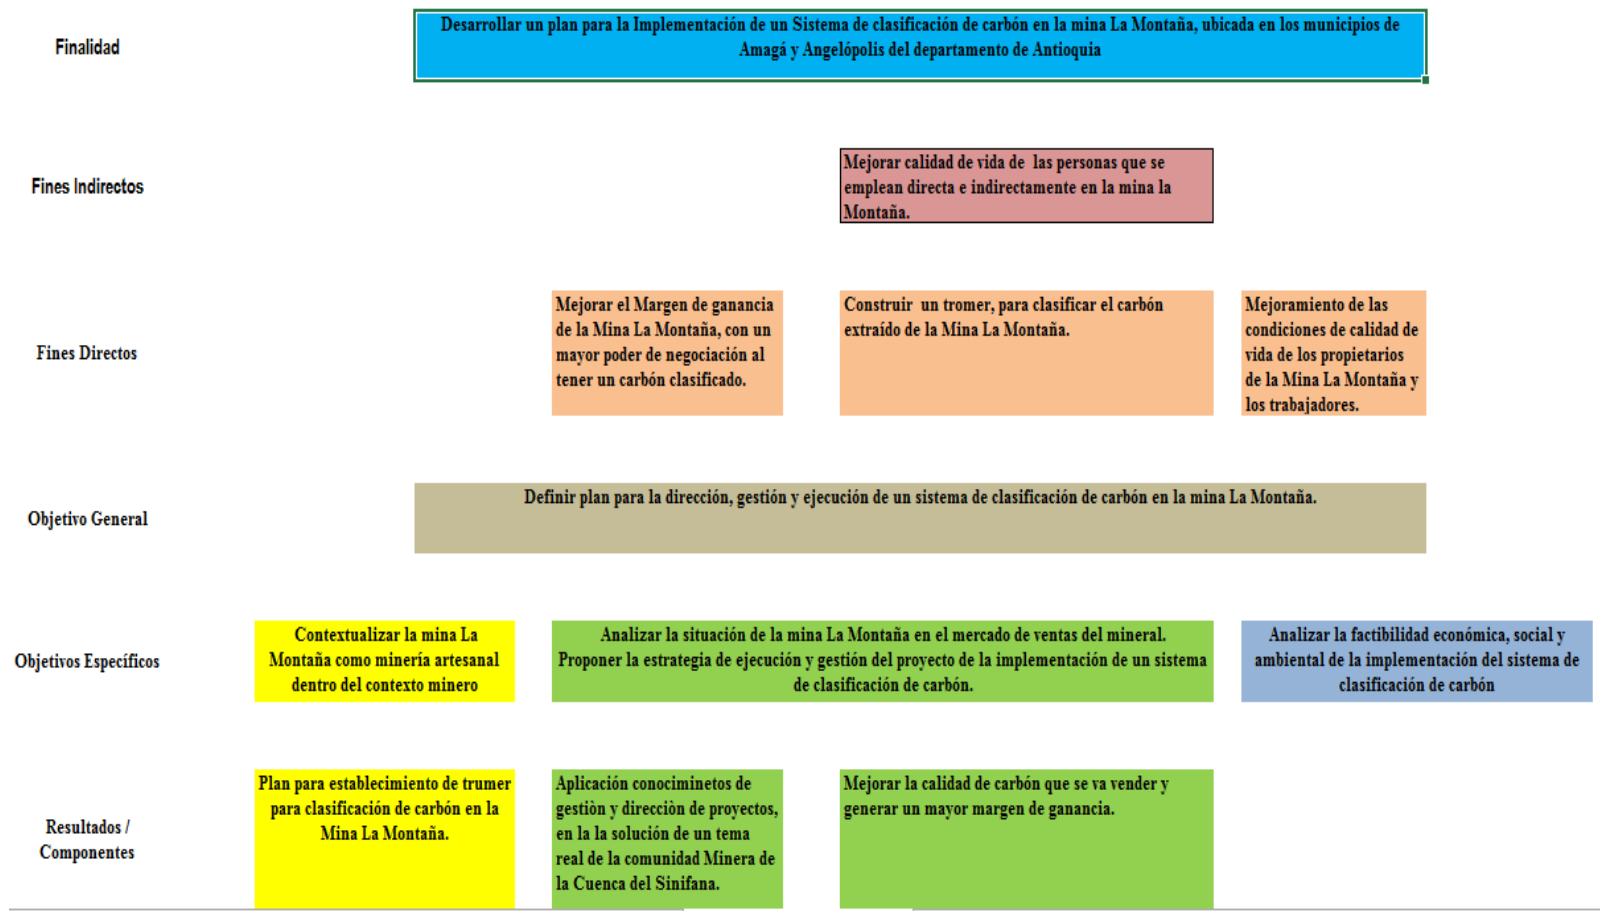 Finalidad
Desarrollar un plan para la Implementación de un Sistema de clasificación de carbón en la mina La Montaña, ubicada en los municipios de
Amagá y Angelópolis del departamento de Antioquia
Fines Indirectos
Mejorar calidad de vida de las personas que se
emplean directa e indirectamente en la mina la
Montaña.
Fines Directos
Mejorar el Margen de ganancia
de la Mina La Montaña, con un
mayor poder de negociación al
tener un carbón clasificado.
Construir un tromer, para clasificar el carbón
extraído de la Mina La Montaña.
Mejoramiento de las
condiciones de calidad de
vida de los propietarios
de la Mina La Montaña y
los trabajadores.
Objetivo General
Definir plan para la dirección, gestión y ejecución de un sistema de clasificación de carbón en la mina La Montaña.
Objetivos Específicos
Contextualizar la mina La
Montaña como minería artesanal
dentro del contexto minero
Analizar la situación de la mina La Montaña en el mercado de ventas del mineral.
Proponer la estrategia de ejecución y gestión del proyecto de la implementación de un sistema
de clasificación de carbón.
Analizar la factibilidad económica, social y
ambiental de la implementación del sistema de
clasificación de carbón
Resultados /
Componentes
Plan para establecimiento de trumer
para clasificación de carbón en la
Mina La Montaña.
Aplicación conociminetos de
gestiòn y direcciòn de proyectos,
en la la solución de un tema
real de la comunidad Minera de
la Cuenca del Sinifana.
Mejorar la calidad de carbón que se va vender y
generar un mayor margen de ganancia.